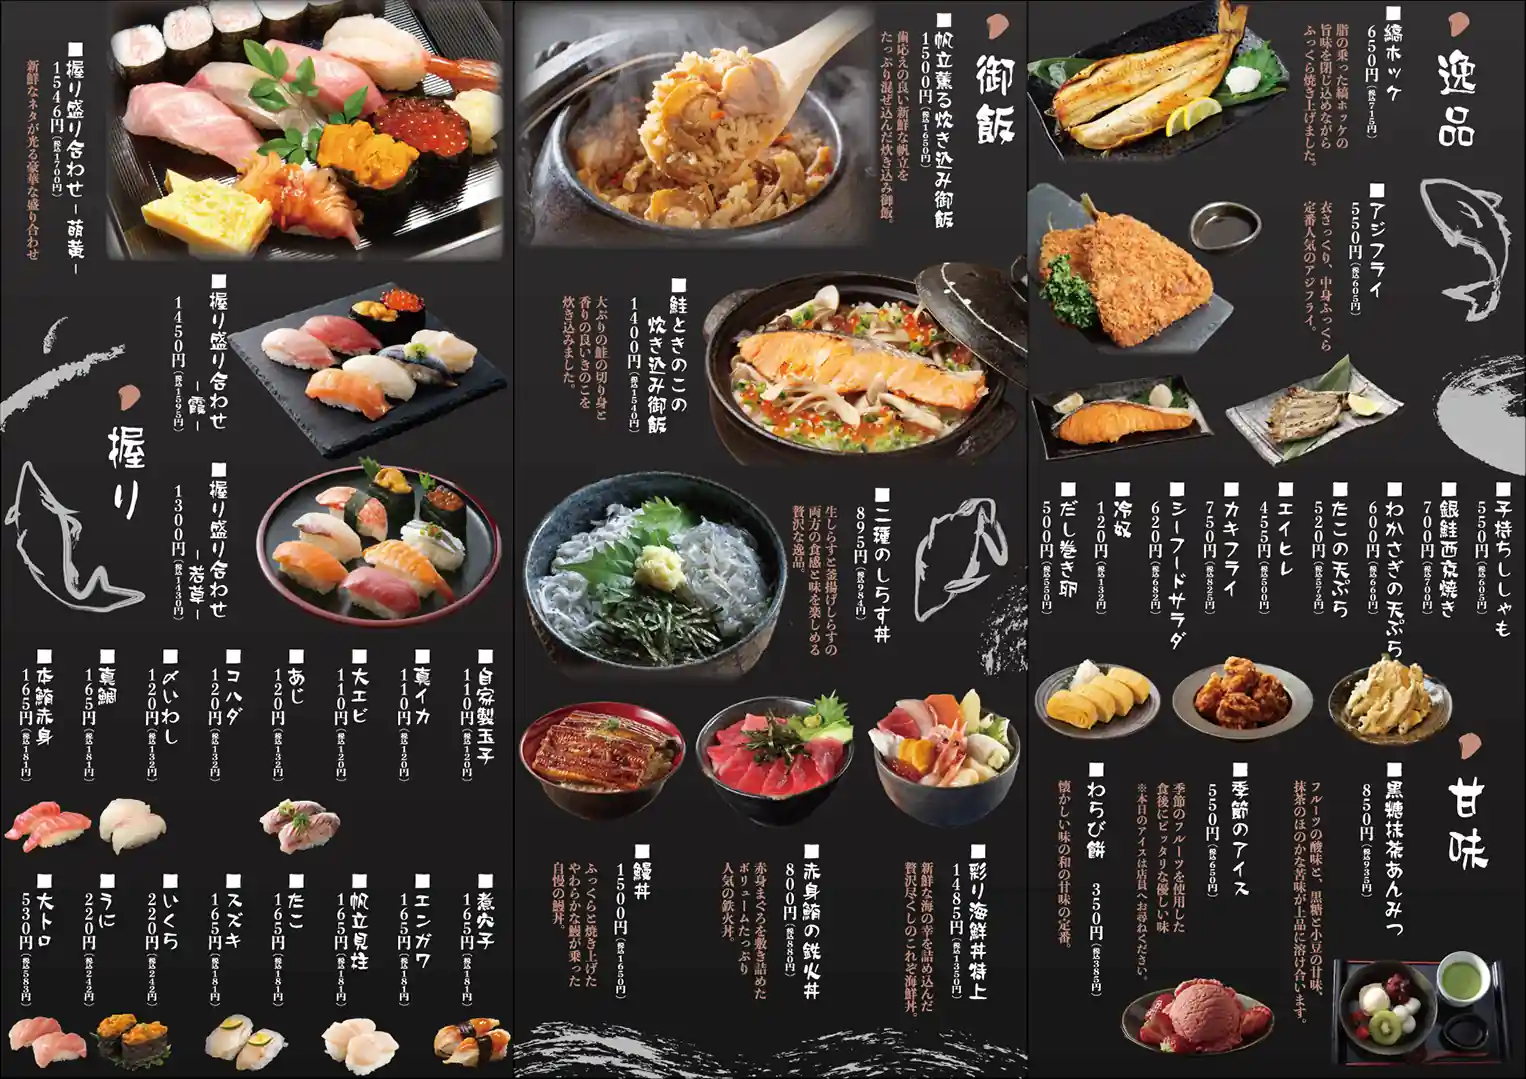 逸品
■縞ホッケ
650円(税込715円)
脂の乗った縞ホッケの
旨味を閉じ込めながら
ふっくら焼き上げました。
■アジフライ
550円(税込605円)
衣さっくり、中身ふっくら
定番人気のアジフライ。
■子持ちししゃも
550円(税込605円)
■銀鮭西京焼き
700円(税込700円)
■わかさぎの天ぷら
600円(税込660円)
■たこの天ぷら
520円(税込572円)
■エイヒレ
455円(税込500円)
■カキフライ
750円(税込825円)
■シーフードサラダ
620円(税込682円)
■冷奴
120円(税込132円)
■だし巻き卵
500円(税込550円)
甘味
■黒糖抹茶あんみつ
850円(税込935円)
フルーツの酸味と、黒糖と小豆の甘味、
抹茶のほのかな苦味が上品に溶け合います。
■季節のアイス
550円(税込650円)
季節のフルーツを使用した
食後にピッタリな優しい味
※本日のアイスは店員へお尋ねください。
■わらび餅 350円(税込385円)
懐かしい味の和の甘味の定番。
御飯
■帆立薫る炊き込み御飯
1500円(税込1650円)
歯応えの良い新鮮な帆立を
たっぷり混ぜ込んだ炊き込み御飯。
■鮭ときのこの
炊き込み御飯
1400円(税込1540円)
大ぶりの鮭の切り身と
香りの良いきのこを
炊き込みました。
■二種のしらす丼
895円(税込984円)
生しらすと釜揚げしらすの
両方の食感と味を楽しめる
贅沢な逸品。
■彩り海鮮丼特上
1485円(税込1350円)
新鮮な海の幸を詰め込んだ
贅沢尽くしのこれぞ海鮮丼。
■赤身鮪の鉄火丼
800円(税込880円)
赤身まぐろを敷き詰めた
ボリュームたっぷり
人気の鉄火丼。
■鰻丼
1500円(税込1650円)
ふっくらと焼き上げた
やわらかな鰻が乗った
自慢の鰻丼。
■握り盛り合わせ－萌黄－
1546円(税込1700円)
新鮮なネタが光る豪華な盛り合わせ
■握り盛り合わせ
－霞－
1450円(税込1595円)
■握り盛り合わせ
－若草－
1300円(税込1430円)
握り
■自家製玉子
110円(税込120円)
■真イカ
110円(税込120円)
■大エビ
110円(税込120円)
■あじ
120円(税込132円)
■コハダ
120円(税込132円)
■〆いわし
120円(税込132円)
■真鯛
165円(税込181円)
■本鮪赤身
165円(税込181円)
■煮穴子
165円(税込181円)
■エンガワ
165円(税込181円)
■帆立貝柱
165円(税込181円)
■たこ
165円(税込181円)
■スズキ
165円(税込181円)
■いくら
220円(税込242円)
■うに
220円(税込242円)
■大トロ
530円(税込583円)